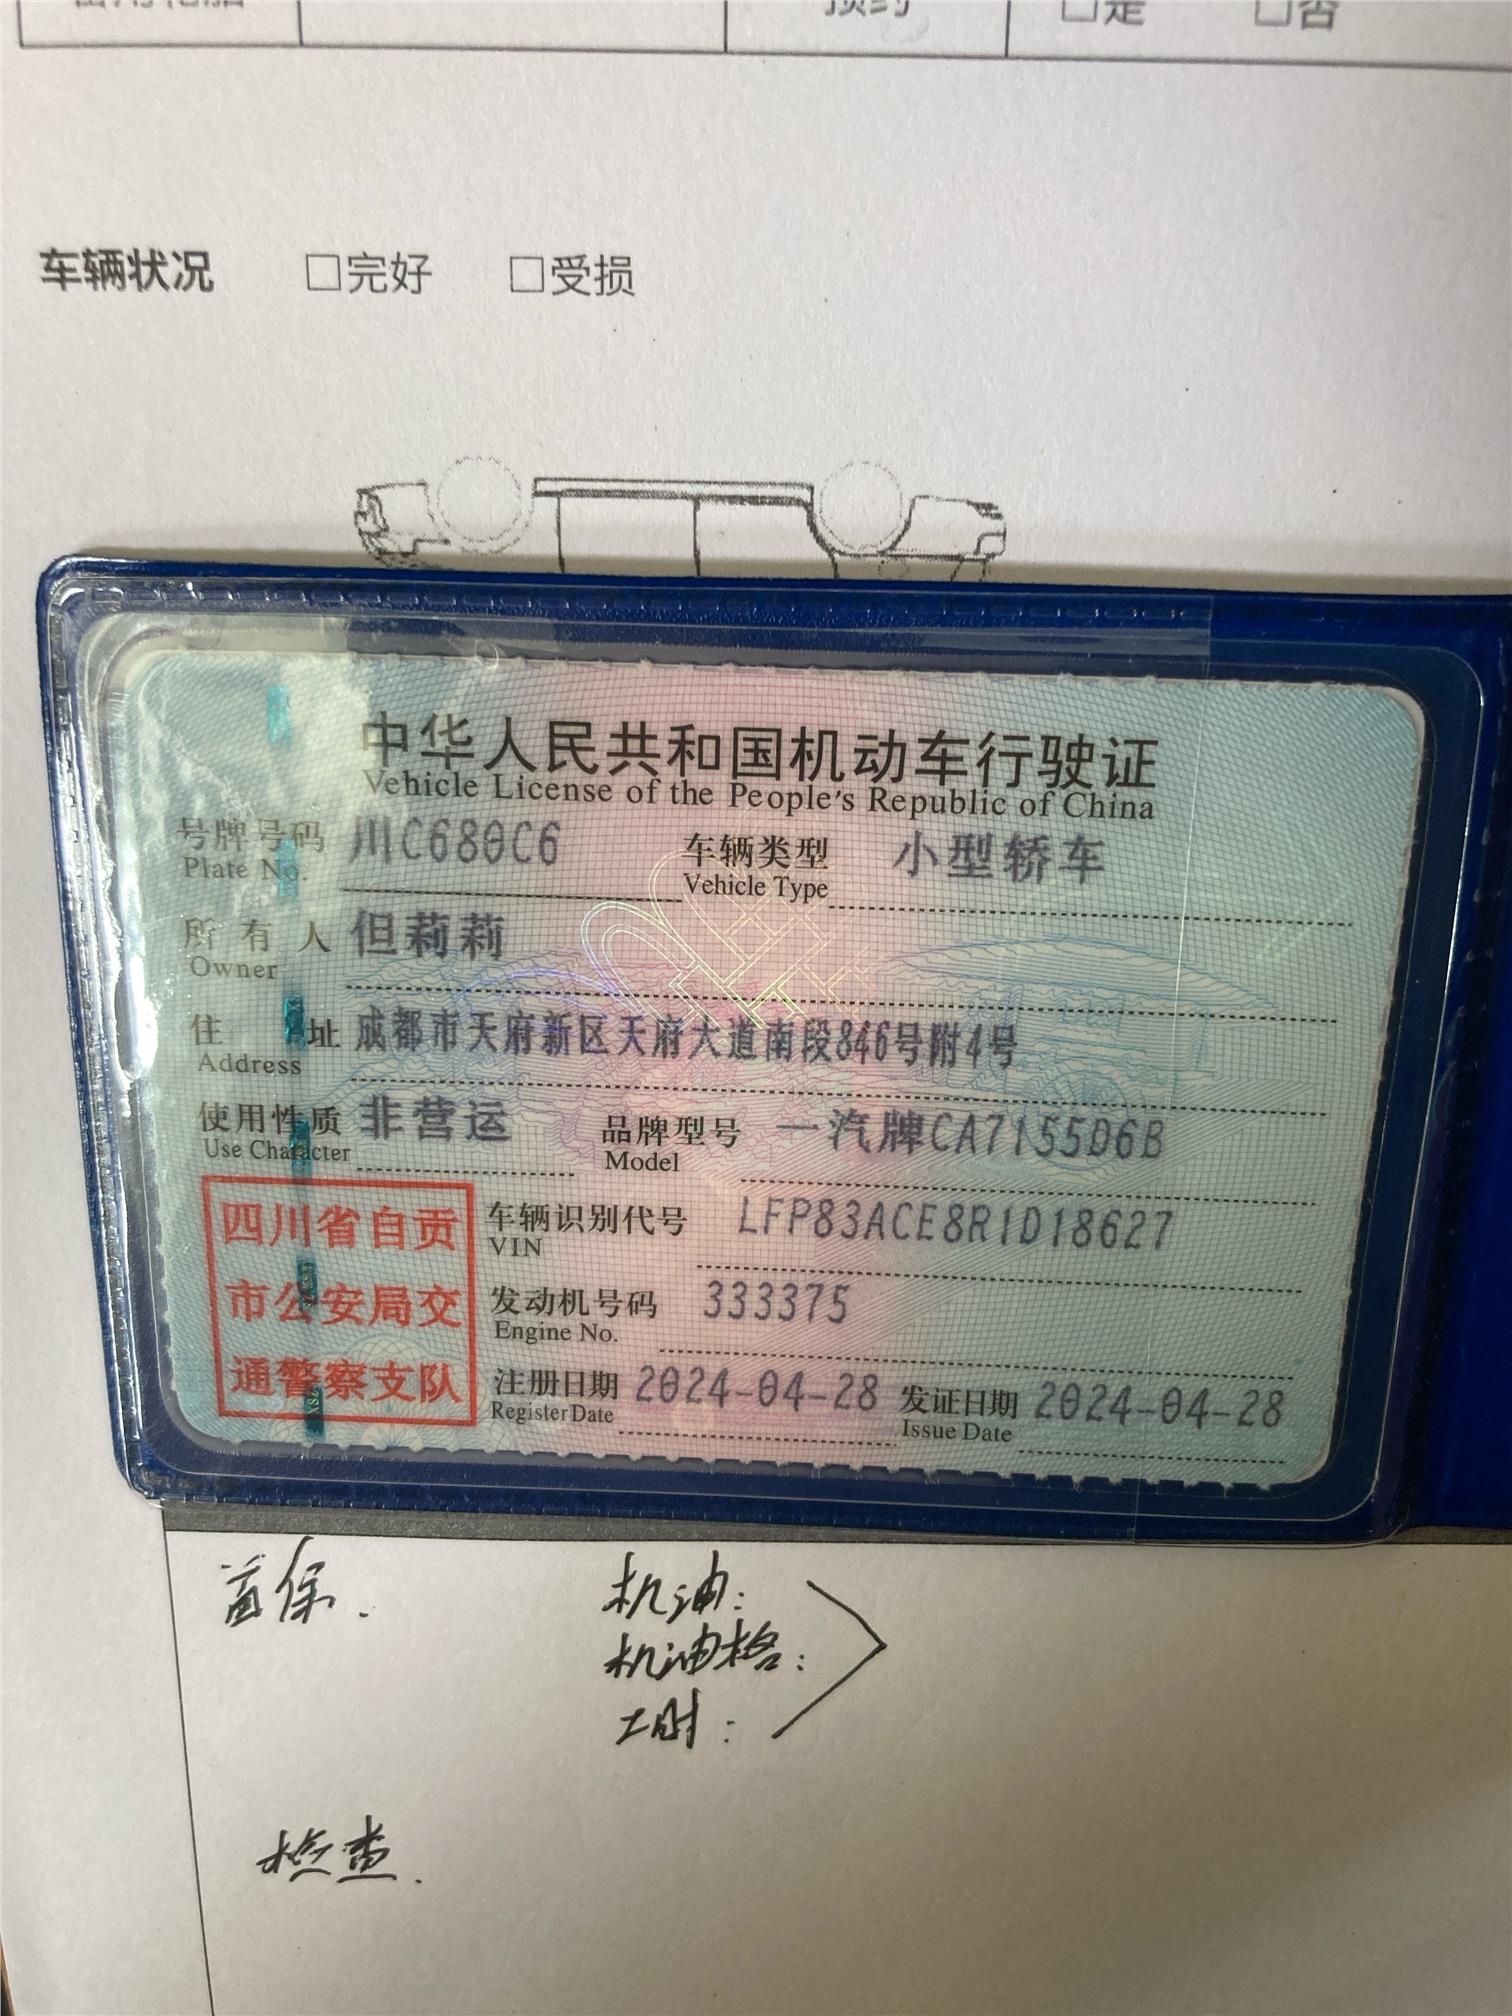 预约 □是 □否
车辆状况 □完好 □受损
中华人民共和国机动车行驶证
Vehicle License of the People's Republic of China
号牌号码 川C680C6 车辆类型 小型轿车
Plate No. Vehicle Type
所有人 但莉莉
Owner
住址 成都市天府新区天府大道南段846号附4号
Address
使用性质 非营运 品牌型号 一汽牌CA7155D6B
Use Character Model
四川省自贡
市公安局交
通警察支队
车辆识别代号 LFP83ACE8R1D18627
VIN
发动机号码 333375
Engine No.
注册日期 2024-04-28 发证日期 2024-04-28
Register Date Issue Date
首保.
机油:
机油格:
工时:
检查.